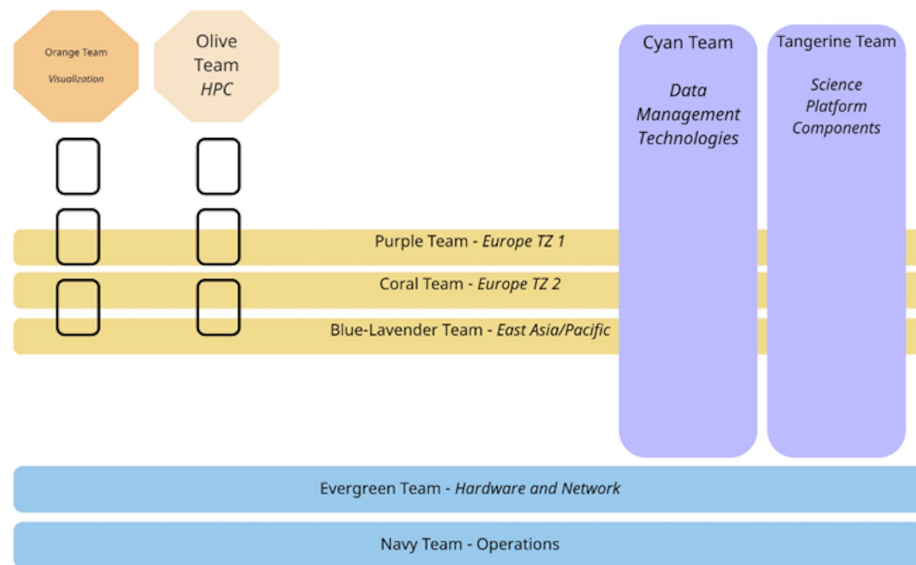 Orange Team
Visualization
Olive
Team
HPC
Cyan Team
Data
Management
Technologies
Tangerine Team
Science
Platform
Components
Purple Team - Europe TZ 1
Coral Team - Europe TZ 2
Blue-Lavender Team - East Asia/Pacific
Evergreen Team - Hardware and Network
Navy Team - Operations